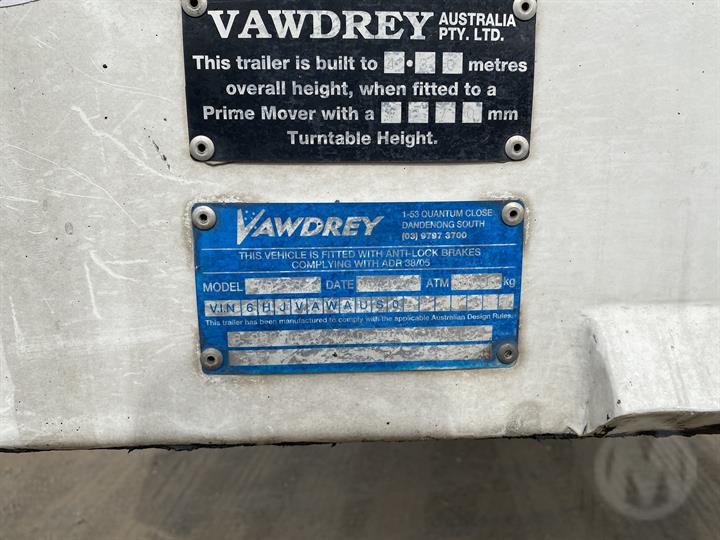 VAWDREY AUSTRALIA PTY. LTD.
This trailer is built to metres
overall height, when fitted to a
Prime Mover with a mm
Turntable Height.
VAWDREY
1-53 QUANTUM CLOSE
DANDENONG SOUTH
(03) 9797 3700
THIS VEHICLE IS FITTED WITH ANTI-LOCK BRAKES
COMPLYING WITH ADR 38/05
MODEL DATE ATM kg
VIN 6HJVAWAUS0
This trailer has been manufactured to comply with the applicable Australian Design Rules.
M